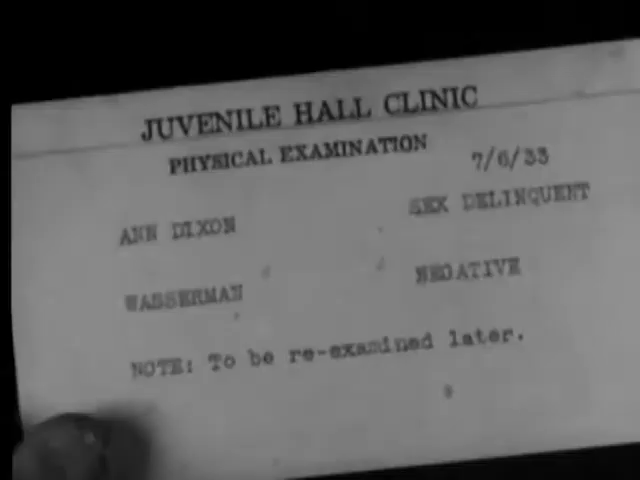 JUVENILE HALL CLINIC
PHYSICAL EXAMINATION
7/6/33
ANN DIXON
SEX DELINQUENT
WASSERMAN
NEGATIVE
NOTE: To be re-examined later.